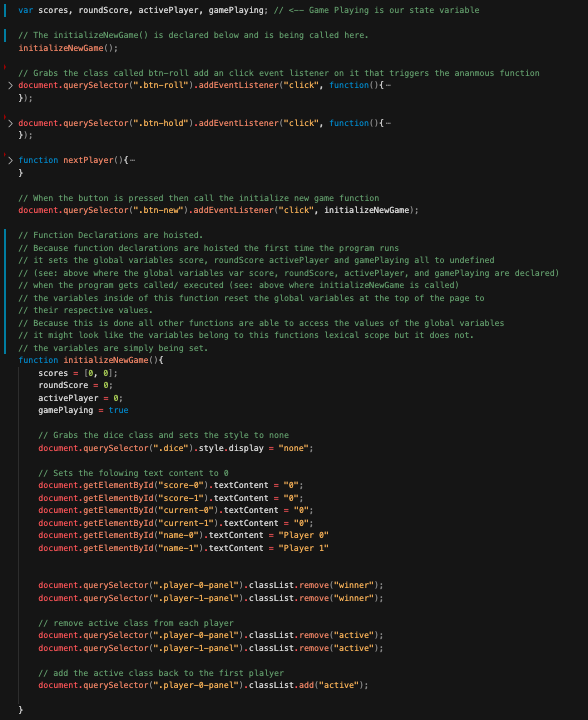 var scores, roundScore, activePlayer, gamePlaying; // <-- Game Playing is our state variable
// The initializeNewGame() is declared below and is being called here.
initializeNewGame();
// Grabs the class called btn-roll add an click event listener on it that triggers the ananmous function
document.querySelector(".btn-roll").addEventListener("click", function(){…
});
document.querySelector(".btn-hold").addEventListener("click", function(){…
});
function nextPlayer(){…
}
// When the button is pressed then call the initialize new game function
document.querySelector(".btn-new").addEventListener("click", initializeNewGame);
// Function Declarations are hoisted.
// Because function declarations are hoisted the first time the program runs
// it sets the global variables score, roundScore activePlayer and gamePlaying all to undefined
// (see: above where the global variables var score, roundScore, activePlayer, and gamePlaying are declared)
// when the program gets called/ executed (see: above where initializeNewGame is called)
// the variables inside of this function reset the global variables at the top of the page to
// their respective values.
// Because this is done all other functions are able to access the values of the global variables
// it might look like the variables belong to this functions lexical scope but it does not.
// the variables are simply being set.
function initializeNewGame(){
scores = [0, 0];
roundScore = 0;
activePlayer = 0;
gamePlaying = true
// Grabs the dice class and sets the style to none
document.querySelector(".dice").style.display = "none";
// Sets the folowing text content to 0
document.getElementById("score-0").textContent = "0";
document.getElementById("score-1").textContent = "0";
document.getElementById("current-0").textContent = "0";
document.getElementById("current-1").textContent = "0";
document.getElementById("name-0").textContent = "Player 0"
document.getElementById("name-1").textContent = "Player 1"
document.querySelector(".player-0-panel").classList.remove("winner");
document.querySelector(".player-1-panel").classList.remove("winner");
// remove active class from each player
document.querySelector(".player-0-panel").classList.remove("active");
document.querySelector(".player-1-panel").classList.remove("active");
// add the active class back to the first plalyer
document.querySelector(".player-0-panel").classList.add("active");
}